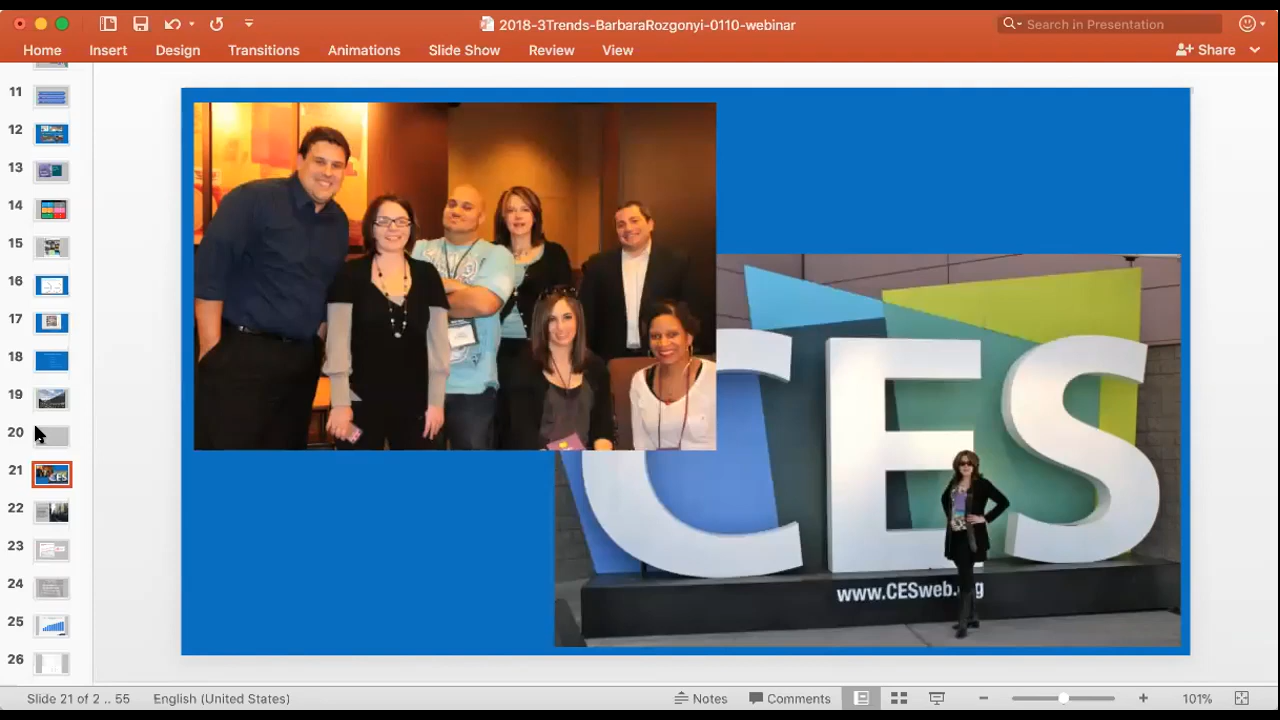 2018-3Trends-BarbaraRozgonyi-0110-webinar
Search in Presentation
Home Insert Design Transitions Animations Slide Show Review View Share
11
12
13
14
15
16
17
18
19
20
21
22
23
24
25
26
CES
www.CESweb.org
CES
Slide 21 of 2 .. 55 English (United States) Notes Comments 101%